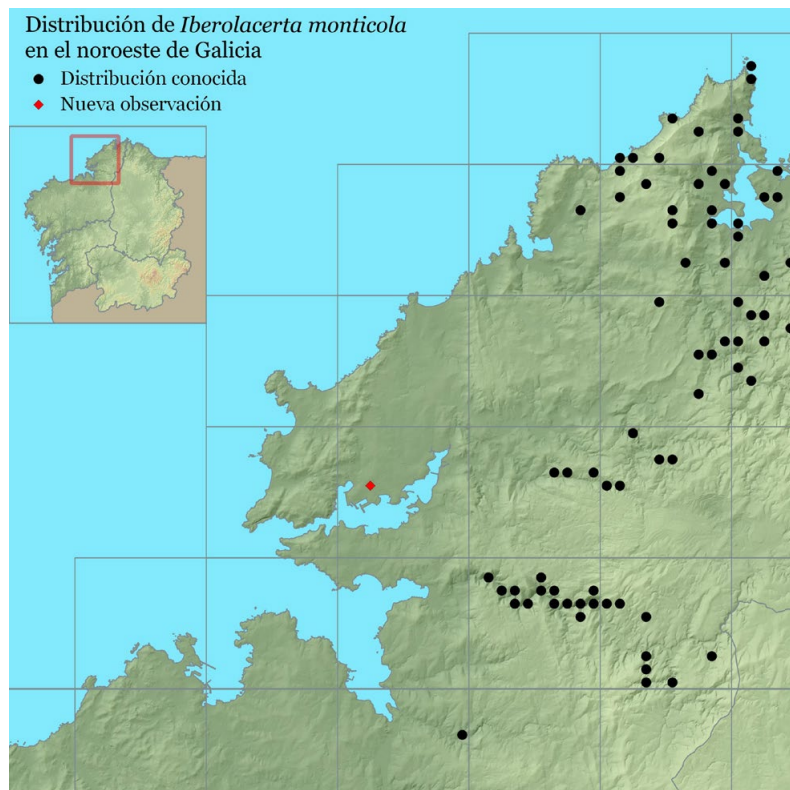 Distribución de Iberolacerta monticola
en el noroeste de Galicia
Distribución conocida
Nueva observación